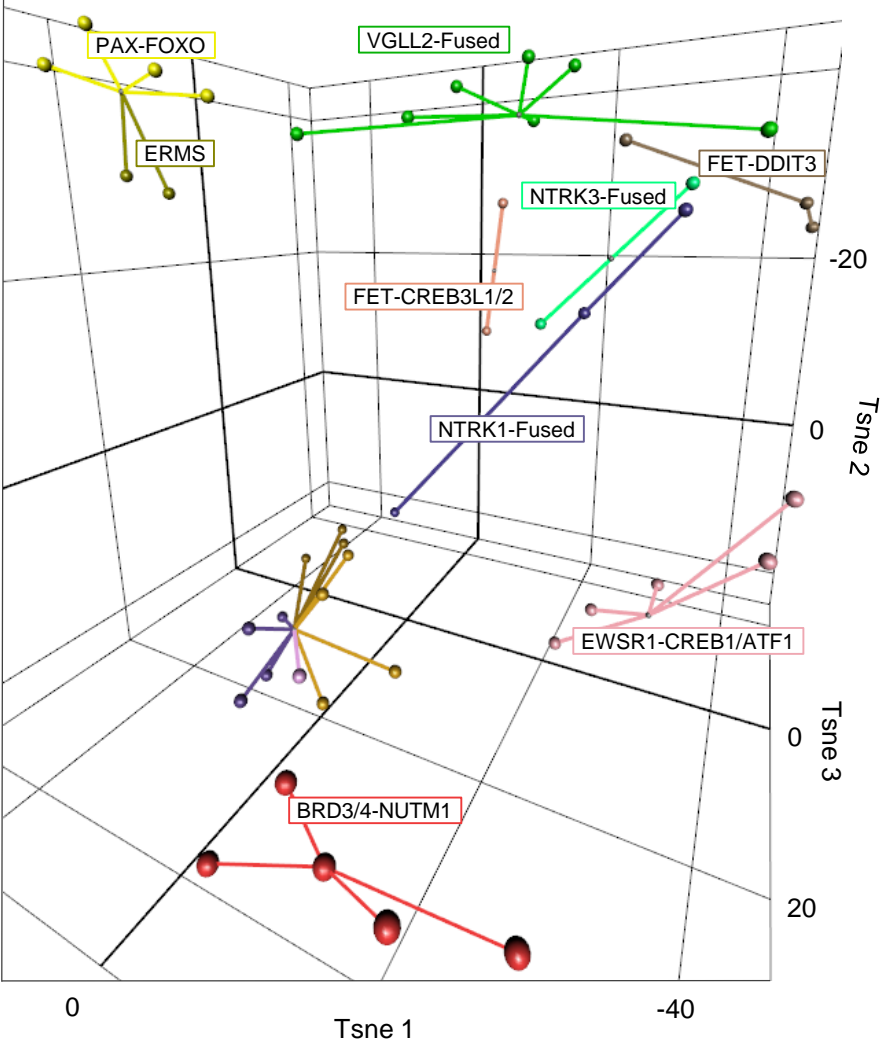 PAX-FOXO
VGLL2-Fused
ERMS
FET-DDIT3
NTRK3-Fused
-20
FET-CREB3L1/2
NTRK1-Fused
0
Tsne 2
EWSR1-CREB1/ATF1
0
Tsne 3
BRD3/4-NUTM1
20
0
-40
Tsne 1